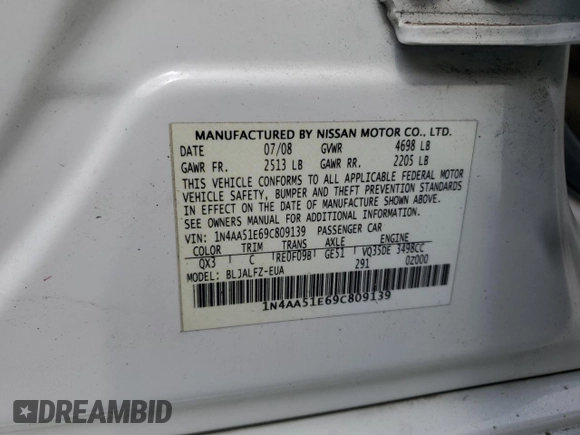 MANUFACTURED BY NISSAN MOTOR CO., LTD.
DATE 07/08 GVWR 4698 LB
GAWR FR. 2513 LB GAWR RR. 2205 LB
THIS VEHICLE CONFORMS TO ALL APPLICABLE FEDERAL MOTOR
VEHICLE SAFETY, BUMPER AND THEFT PREVENTION STANDARDS
IN EFFECT ON THE DATE OF MANUFACTURE SHOWN ABOVE.
SEE OWNERS MANUAL FOR ADDITIONAL INFORMATION.
VIN: 1N4AA51E69C809139 PASSENGER CAR
COLOR TRIM TRANS AXLE ENGINE
QX3 C RE0F09B GE51 VQ35DE 3498CC
MODEL: BLJALFZ-EUA 291 0Z000
1N4AA51E69C809139
DREAMBID